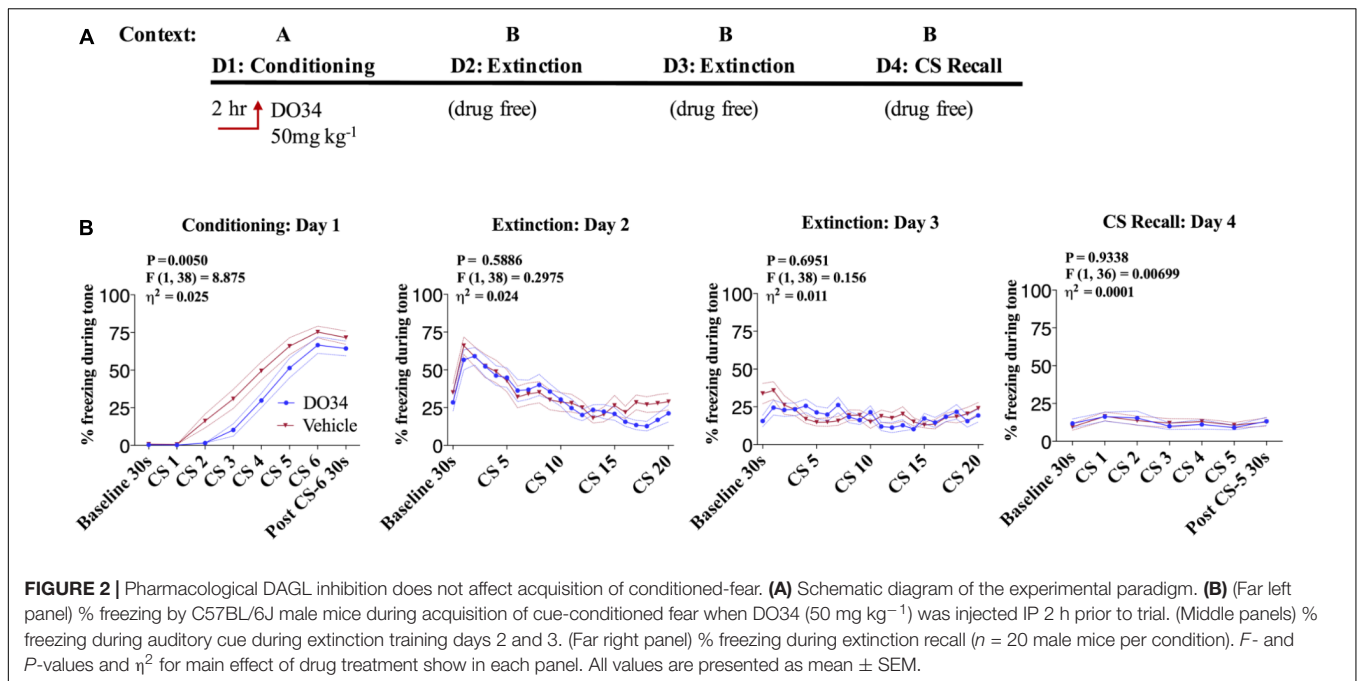 A Context: A B B B
D1: Conditioning D2: Extinction D3: Extinction D4: CS Recall
2 hr DO34 (drug free) (drug free) (drug free)
50mg kg⁻¹
B
Conditioning: Day 1
P =0.0050
F (1, 38) = 8.875
η² = 0.025
% freezing during tone
100
75
50
25
0
DO34
Vehicle
Baseline 30s
CS 1
CS 2
CS 3
CS 4
CS 5
CS 6
Post CS-6 30s
Extinction: Day 2
P = 0.5886
F (1, 38) = 0.2975
η² = 0.024
% freezing during tone
100
75
50
25
0
Baseline 30s
CS 5
CS 10
CS 15
CS 20
Extinction: Day 3
P = 0.6951
F (1, 38) = 0.156
η² = 0.011
% freezing during tone
100
75
50
25
0
Baseline 30s
CS 5
CS 10
CS 15
CS 20
CS Recall: Day 4
P = 0.9338
F (1, 36) = 0.00699
η² = 0.0001
% freezing during tone
100
75
50
25
0
Baseline 30s
CS 1
CS 2
CS 3
CS 4
CS 5
Post CS-5 30s
FIGURE 2 | Pharmacological DAGL inhibition does not affect acquisition of conditioned-fear. (A) Schematic diagram of the experimental paradigm. (B) (Far left
panel) % freezing by C57BL/6J male mice during acquisition of cue-conditioned fear when DO34 (50 mg kg⁻¹) was injected IP 2 h prior to trial. (Middle panels) %
freezing during auditory cue during extinction training days 2 and 3. (Far right panel) % freezing during extinction recall (n = 20 male mice per condition). F- and
P-values and η² for main effect of drug treatment show in each panel. All values are presented as mean ± SEM.